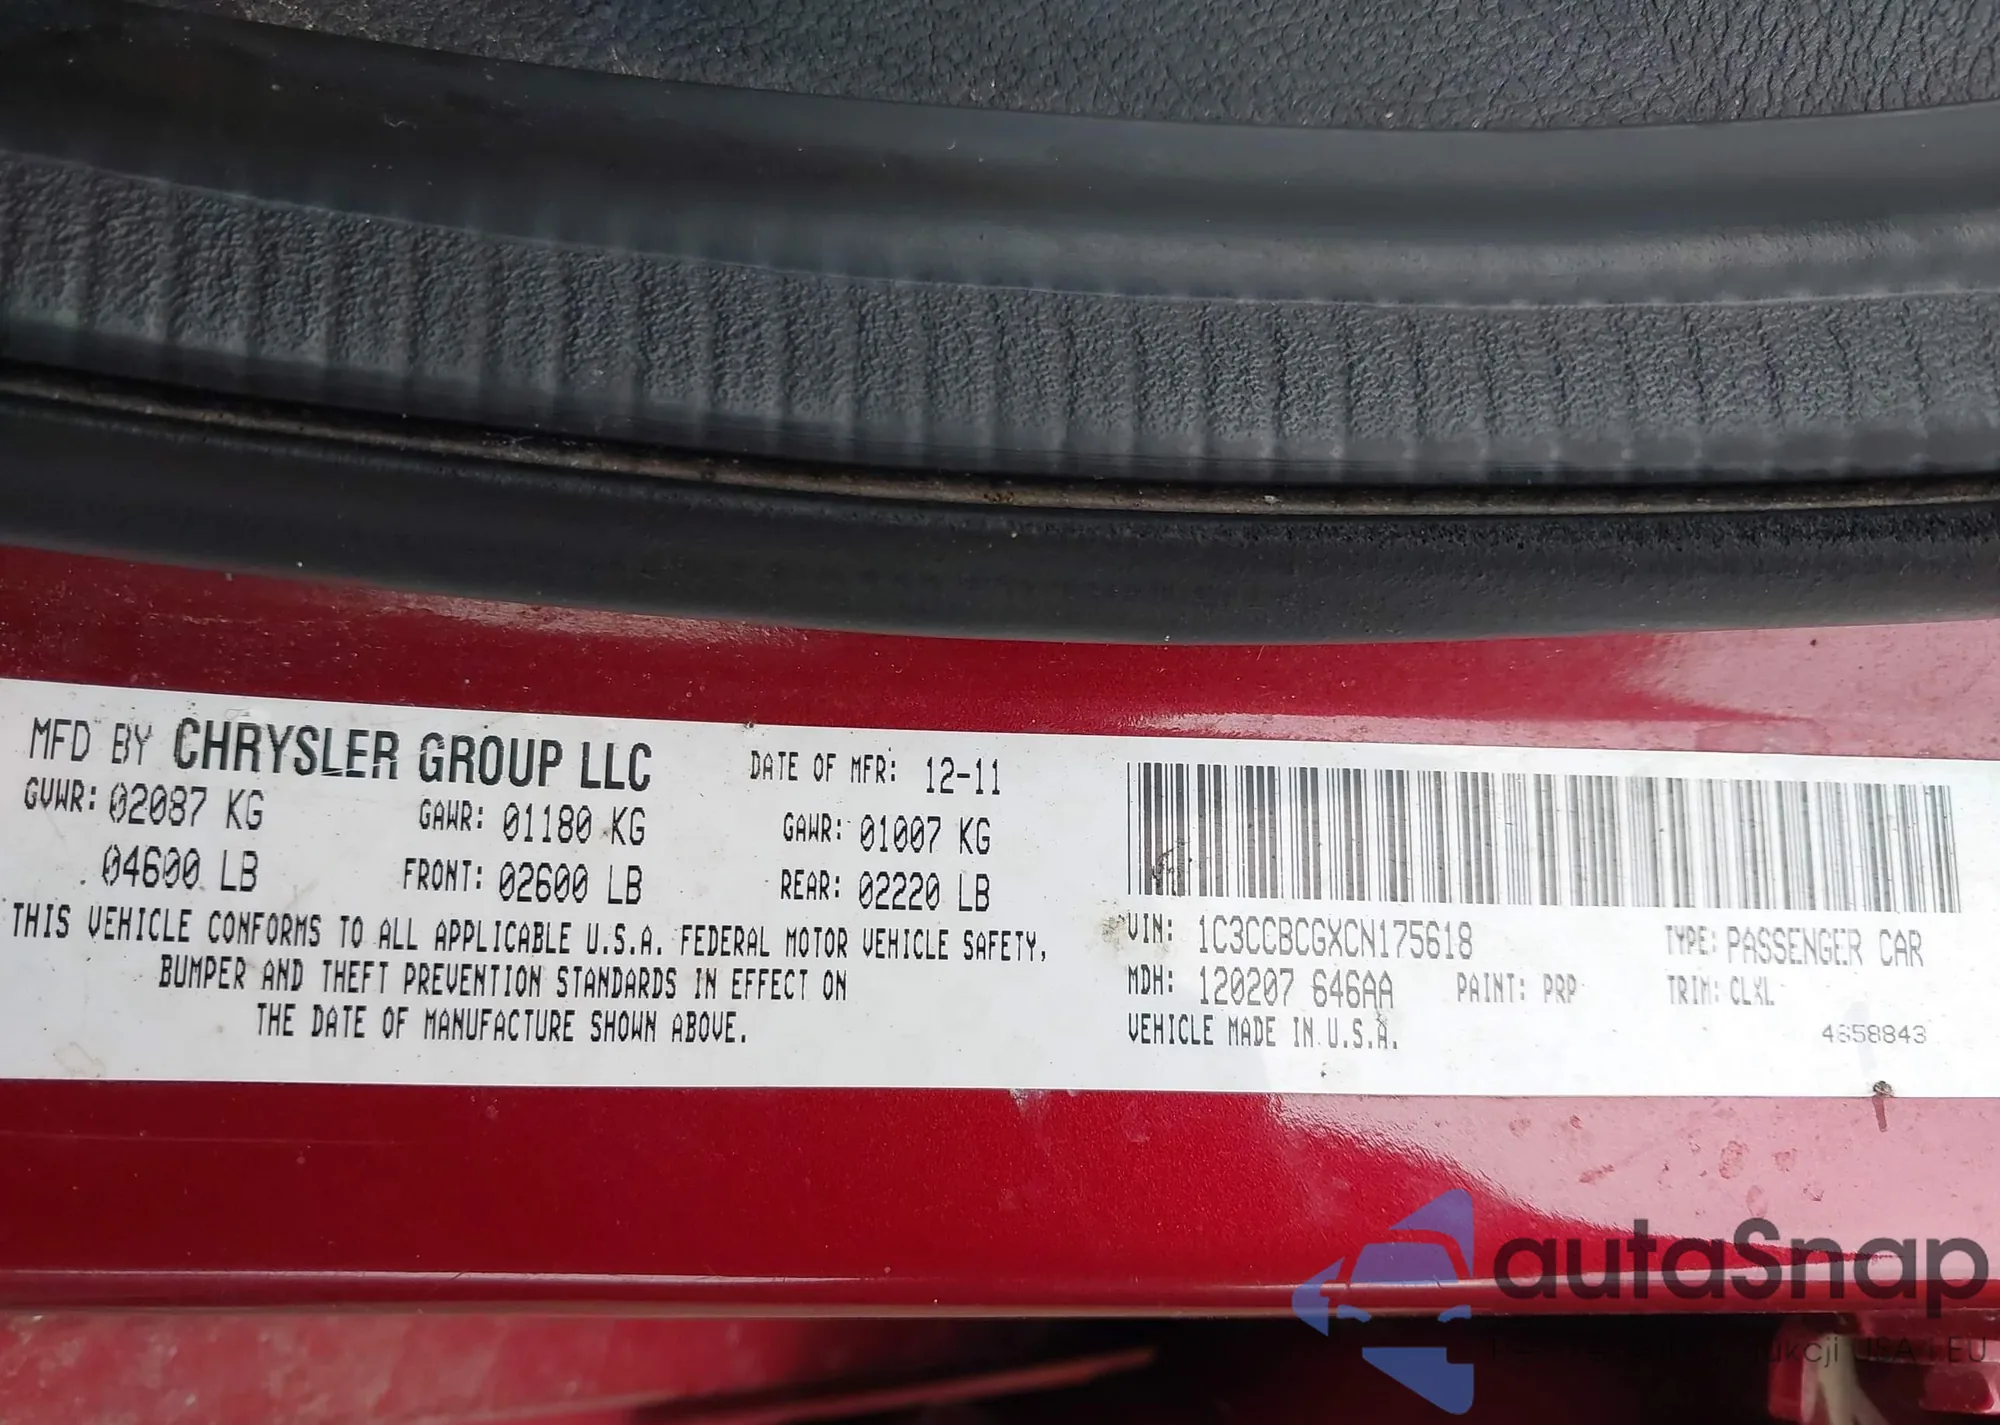 MFD BY CHRYSLER GROUP LLC DATE OF MFR: 12-11
GVWR: 02087 KG GAWR: 01180 KG GAWR: 01007 KG
04600 LB FRONT: 02600 LB REAR: 02220 LB
THIS VEHICLE CONFORMS TO ALL APPLICABLE U.S.A. FEDERAL MOTOR VEHICLE SAFETY,
BUMPER AND THEFT PREVENTION STANDARDS IN EFFECT ON
THE DATE OF MANUFACTURE SHOWN ABOVE.
VIN: 1C3CCBCGXCN175618 TYPE: PASSENGER CAR
MDH: 120207 646AA PAINT: PRP TRIM: CLXL
VEHICLE MADE IN U.S.A.
4658843
autaSnap
USA i EU